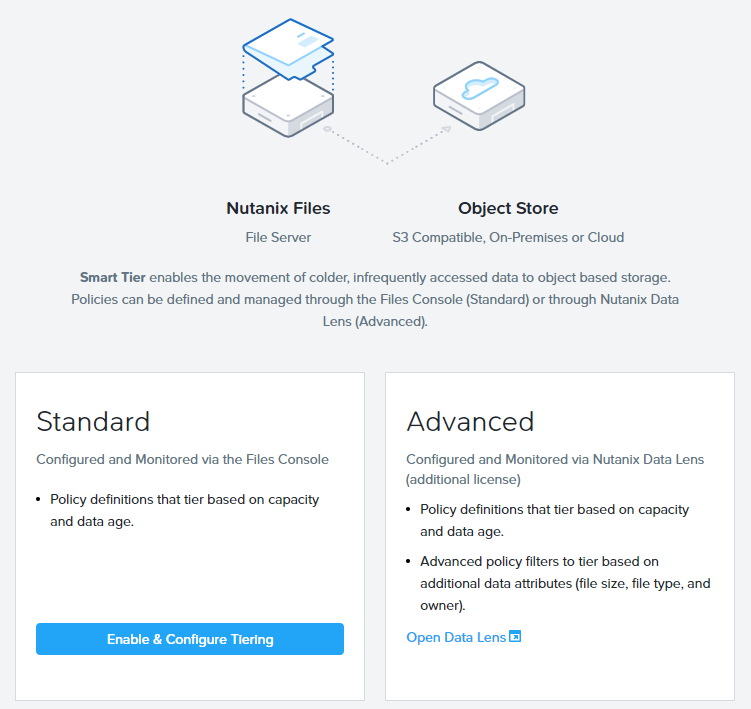 Nutanix Files
Object Store
File Server
S3 Compatible, On-Premises or Cloud
Smart Tier enables the movement of colder, infrequently accessed data to object based storage.
Policies can be defined and managed through the Files Console (Standard) or through Nutanix Data
Lens (Advanced).
Standard
Configured and Monitored via the Files Console
• Policy definitions that tier based on capacity
and data age.
Enable & Configure Tiering
Advanced
Configured and Monitored via Nutanix Data Lens
(additional license)
• Policy definitions that tier based on capacity
and data age.
• Advanced policy filters to tier based on
additional data attributes (file size, file type, and
owner).
Open Data Lens